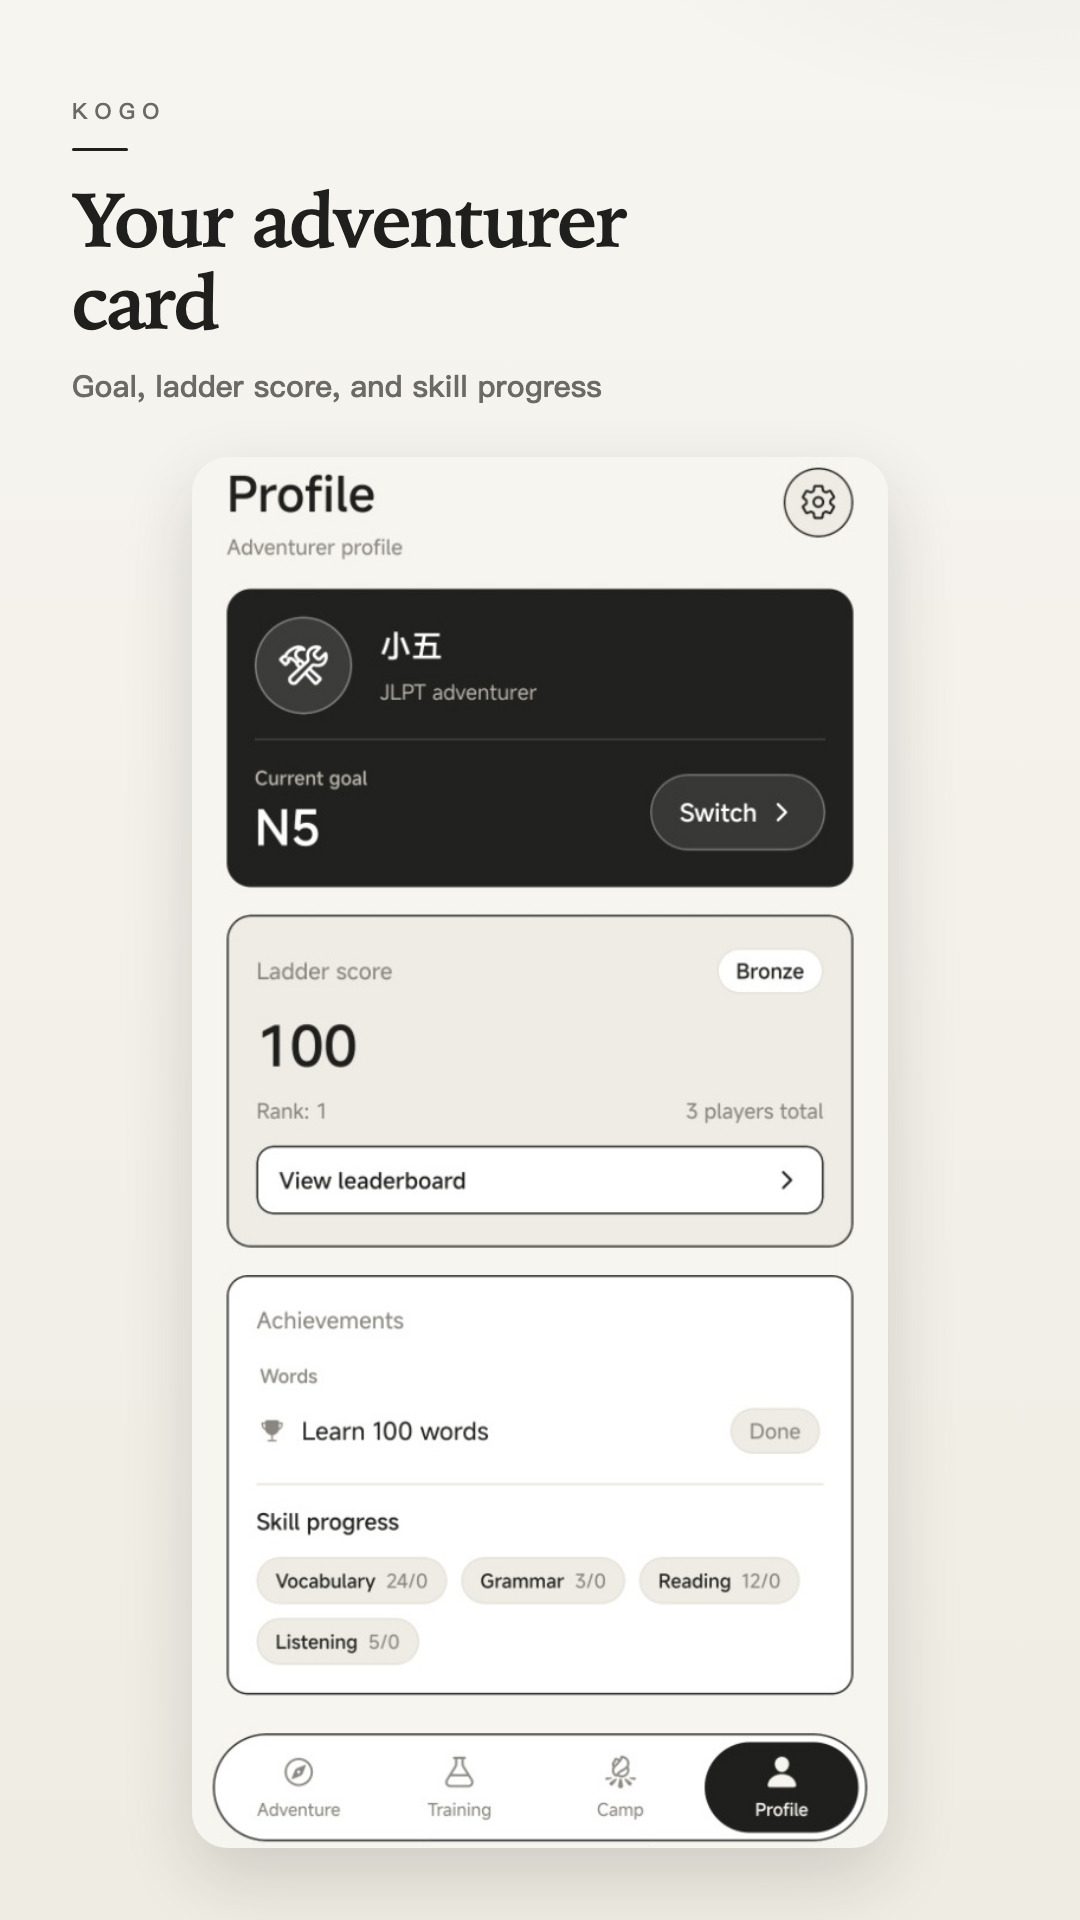 KOGO
Your adventurer
card
Goal, ladder score, and skill progress
Profile
Adventurer profile
小五
JLPT adventurer
Current goal
N5
Switch
Ladder score
Bronze
100
Rank: 1
3 players total
View leaderboard
Achievements
Words
Learn 100 words
Done
Skill progress
Vocabulary 24/0
Grammar 3/0
Reading 12/0
Listening 5/0
Adventure
Training
Camp
Profile